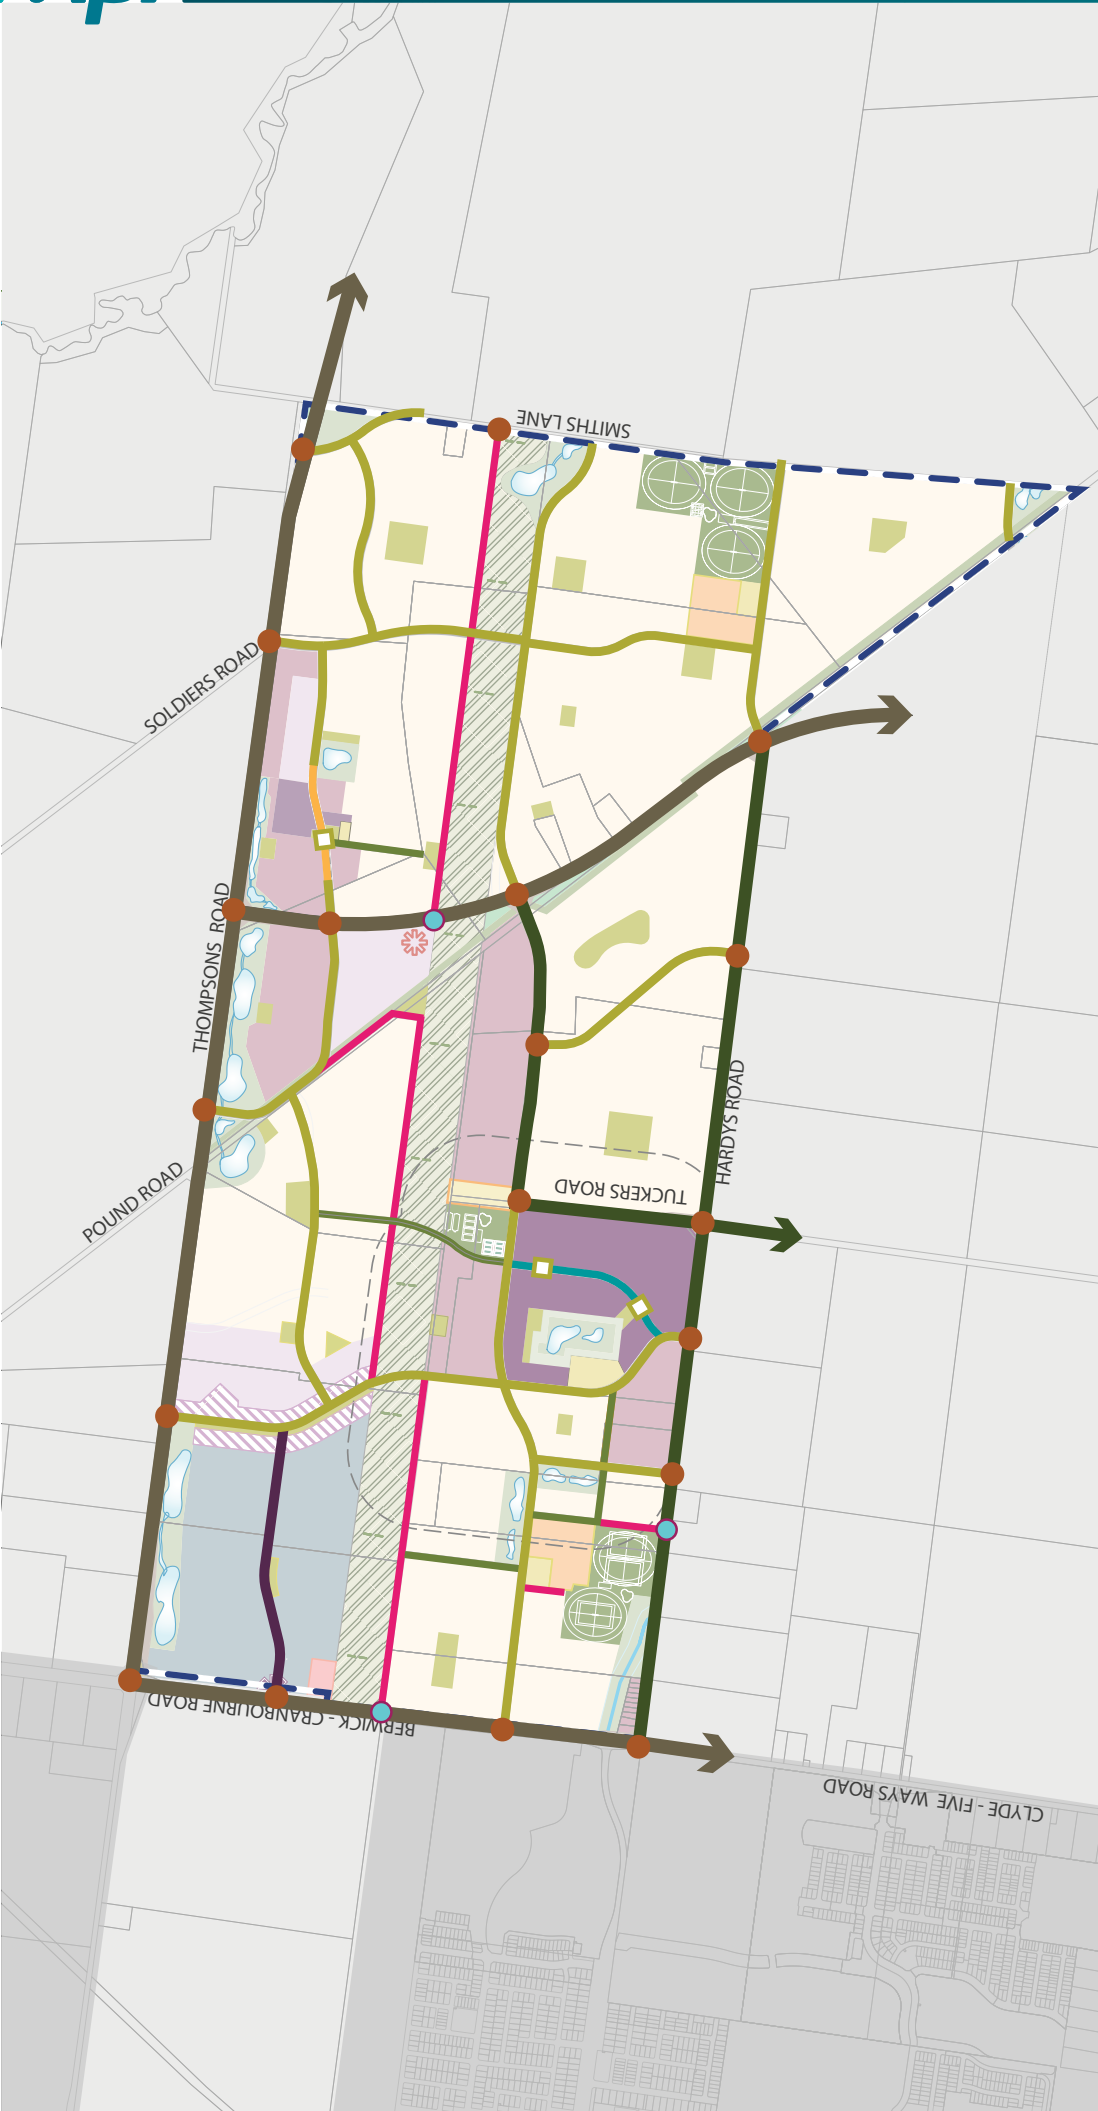 SMITHS LANE
SOLDIERS ROAD
THOMPSONS ROAD
HARDYS ROAD
POUND ROAD
TUCKERS ROAD
BERWICK - CRANBOURNE ROAD
CLYDE - FIVE WAYS ROAD